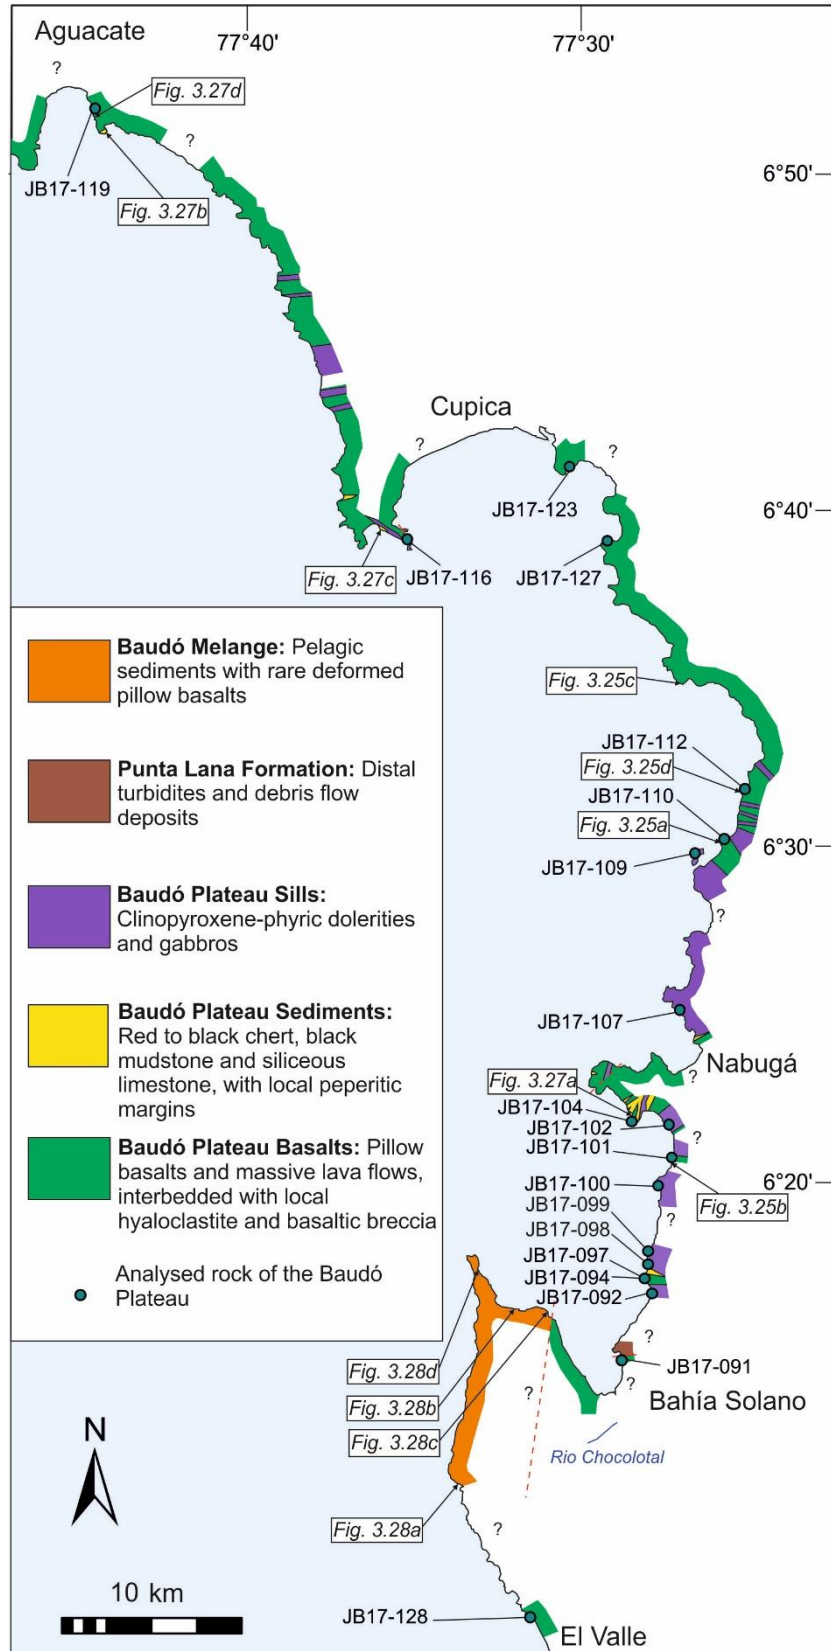 Aguacate
77°40'
77°30'
?
Fig. 3.27d
?
JB17-119
6°50'
Fig. 3.27b
Cupica
?
?
JB17-123
6°40'
Fig. 3.27c
JB17-116
JB17-127
Fig. 3.25c
JB17-112
Fig. 3.25d
JB17-110
Fig. 3.25a
6°30'
JB17-109
?
JB17-107
Nabugá
?
Fig. 3.27a
JB17-104
JB17-102
?
JB17-101
6°20'
Fig. 3.25b
JB17-100
?
JB17-099
JB17-098
JB17-097
JB17-094
JB17-092
?
JB17-091
?
Bahía Solano
Rio Chocolotal
Fig. 3.28d
?
Fig. 3.28b
Fig. 3.28c
Fig. 3.28a
?
JB17-128
El Valle
Baudó Melange: Pelagic
sediments with rare deformed
pillow basalts
Punta Lana Formation: Distal
turbidites and debris flow
deposits
Baudó Plateau Sills:
Clinopyroxene-phyric dolerities
and gabbros
Baudó Plateau Sediments:
Red to black chert, black
mudstone and siliceous
limestone, with local peperitic
margins
Baudó Plateau Basalts: Pillow
basalts and massive lava flows,
interbedded with local
hyaloclastite and basaltic breccia
Analysed rock of the Baudó
Plateau
N
10 km